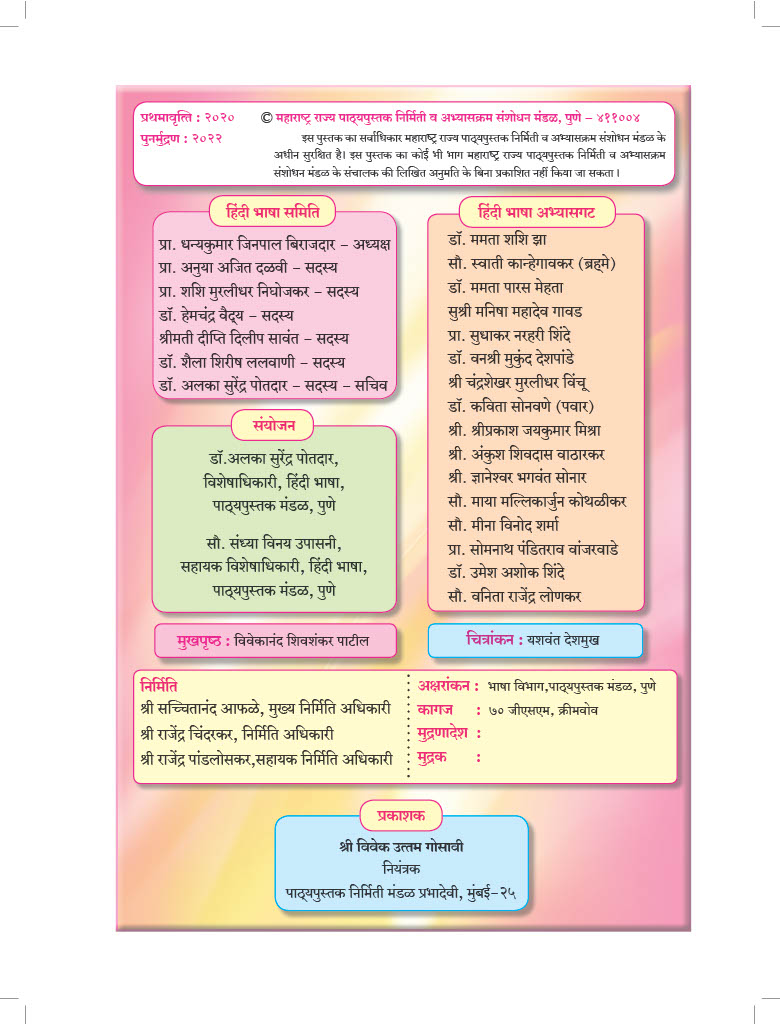 प्रथमावृत्ति : २०२०
पुनर्मुद्रण : २०२२
© महाराष्ट्र राज्य पाठ्यपुस्तक निर्मिती व अभ्यासक्रम संशोधन मंडळ, पुणे – ४११००४
इस पुस्तक का सर्वाधिकार महाराष्ट्र राज्य पाठ्यपुस्तक निर्मिती व अभ्यासक्रम संशोधन मंडळ के
अधीन सुरक्षित है। इस पुस्तक का कोई भी भाग महाराष्ट्र राज्य पाठ्यपुस्तक निर्मिती व अभ्यासक्रम
संशोधन मंडळ के संचालक की लिखित अनुमति के बिना प्रकाशित नहीं किया जा सकता।
हिंदी भाषा समिति
प्रा. धन्यकुमार जिनपाल बिराजदार – अध्यक्ष
प्रा. अनुया अजित दळवी – सदस्य
प्रा. शशि मुरलीधर निघोजकर – सदस्य
डॉ. हेमचंद्र वैद्य – सदस्य
श्रीमती दीप्ति दिलीप सावंत – सदस्य
डॉ. शैला शिरीष ललवाणी – सदस्य
डॉ. अलका सुरेंद्र पोतदार – सदस्य – सचिव
संयोजन
डॉ.अलका सुरेंद्र पोतदार,
विशेषाधिकारी, हिंदी भाषा,
पाठ्यपुस्तक मंडळ, पुणे
सौ. संध्या विनय उपासनी,
सहायक विशेषाधिकारी, हिंदी भाषा,
पाठ्यपुस्तक मंडळ, पुणे
हिंदी भाषा अभ्यासगट
डॉ. ममता शशि झा
सौ. स्वाती कान्हेगावकर (ब्रह्मे)
डॉ. ममता पारस मेहता
सुश्री मनिषा महादेव गावड
प्रा. सुधाकर नरहरी शिंदे
डॉ. वनश्री मुकुंद देशपांडे
श्री चंद्रशेखर मुरलीधर विंचू
डॉ. कविता सोनवणे (पवार)
श्री. श्रीप्रकाश जयकुमार मिश्रा
श्री. अंकुश शिवदास वाठारकर
श्री. ज्ञानेश्वर भगवंत सोनार
सौ. माया मल्लिकार्जुन कोथळीकर
सौ. मीना विनोद शर्मा
प्रा. सोमनाथ पंडितराव वांजरवाडे
डॉ. उमेश अशोक शिंदे
सौ. वनिता राजेंद्र लोणकर
मुखपृष्ठ : विवेकानंद शिवशंकर पाटील
चित्रांकन : यशवंत देशमुख
निर्मिति
श्री सच्चितानंद आफळे, मुख्य निर्मिति अधिकारी
श्री राजेंद्र चिंदरकर, निर्मिति अधिकारी
श्री राजेंद्र पांडलोसकर,सहायक निर्मिति अधिकारी
अक्षरांकन : भाषा विभाग,पाठ्यपुस्तक मंडळ, पुणे
कागज : ७० जीएसएम, क्रीमवोव
मुद्रणादेश :
मुद्रक :
प्रकाशक
श्री विवेक उत्तम गोसावी
नियंत्रक
पाठ्यपुस्तक निर्मिती मंडळ प्रभादेवी, मुंबई–२५